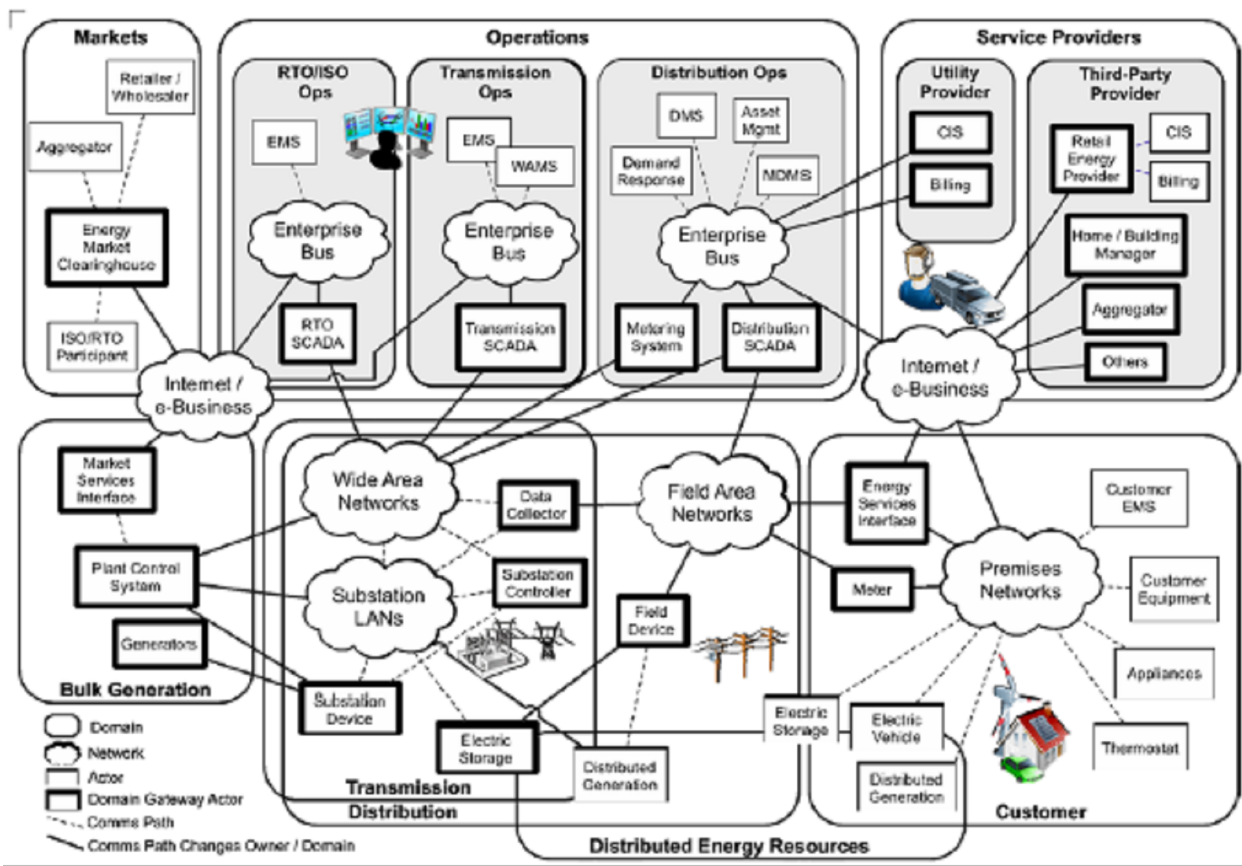 Markets
Retailer /
Wholesaler
Aggregator
Energy
Market
Clearinghouse
ISO/RTO
Participant
Operations
RTO/ISO
Ops
EMS
Enterprise
Bus
RTO
SCADA
Transmission
Ops
EMS
WAMS
Enterprise
Bus
Transmission
SCADA
Distribution Ops
DMS
Asset
Mgmt
Demand
Response
MDMS
Enterprise
Bus
Metering
System
Distribution
SCADA
Service Providers
Utility
Provider
CIS
Billing
Third-Party
Provider
Retail
Energy
Provider
CIS
Billing
Home / Building
Manager
Aggregator
Others
Internet /
e-Business
Internet /
e-Business
Market
Services
Interface
Plant Control
System
Generators
Bulk Generation
Wide Area
Networks
Data
Collector
Substation
LANs
Substation
Controller
Substation
Device
Electric
Storage
Transmission
Distribution
Field Area
Networks
Field
Device
Distributed
Generation
Distributed Energy Resources
Energy
Services
Interface
Meter
Premises
Networks
Customer
EMS
Customer
Equipment
Appliances
Thermostat
Electric
Storage
Electric
Vehicle
Distributed
Generation
Customer
Domain
Network
Actor
Domain Gateway Actor
Comms Path
Comms Path Changes Owner / Domain